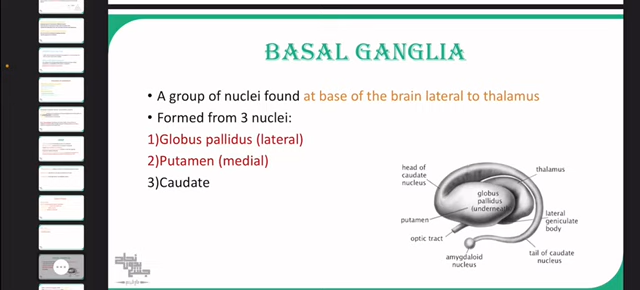 BASAL GANGLIA
• A group of nuclei found at base of the brain lateral to thalamus
• Formed from 3 nuclei:
1)Globus pallidus (lateral)
2)Putamen (medial)
3)Caudate
head of
caudate
nucleus
thalamus
globus
pallidus
(underneath)
putamen
lateral
geniculate
body
optic tract
amygdaloid
nucleus
tail of caudate
nucleus